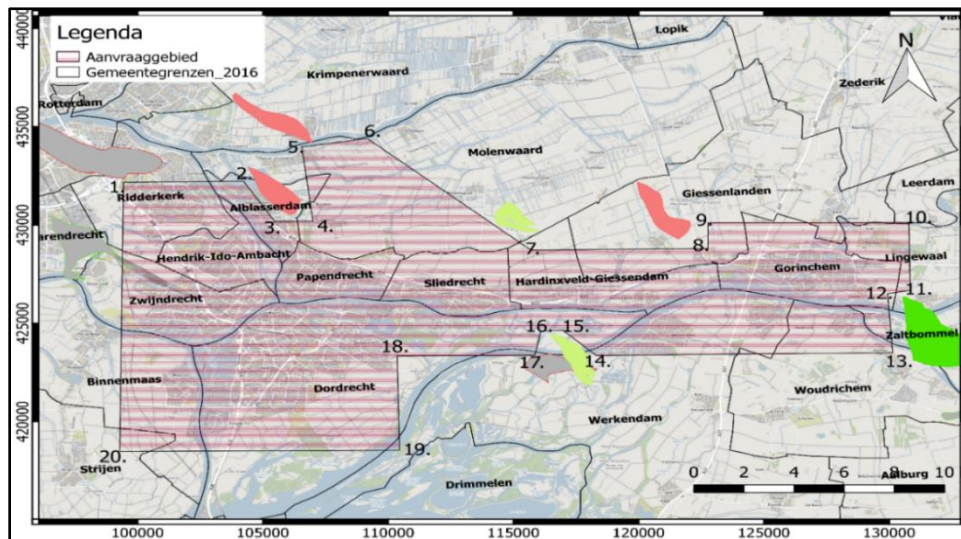 Legenda
Aanvraaggebied
Gemeentegrenzen_2016
N
Lopik
Krimpenerwaard
Zederik
Rotterdam
Molenwaard
Giessenlanden
Leerdam
Ridderkerk
Alblasserdam
arendrecht
Hendrik-Ido-Ambacht
Papendrecht
Sliedrecht
Hardinxveld-Giessendam
Gorinchem
Lingewaal
Zwijndrecht
Zaltbommel
Binnenmaas
Dordrecht
Werkendam
Woudrichem
Strijen
Drimmelen
Aalburg
1.
2.
3.
4.
5.
6.
7.
8.
9.
10.
11.
12.
13.
14.
15.
16.
17.
18.
19.
20.
0 2 4 6 8 10
440000
435000
430000
425000
420000
100000 105000 110000 115000 120000 125000 130000